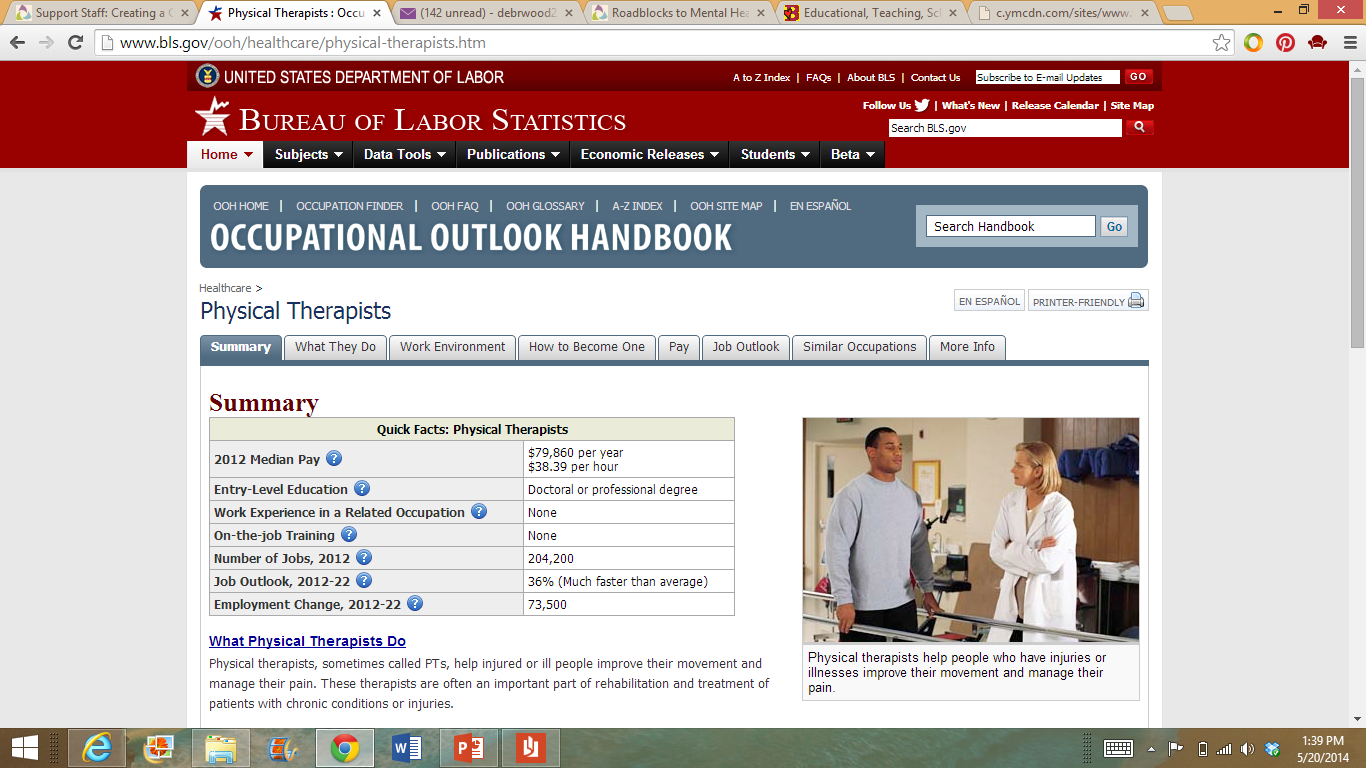 Support Staff: Creating a C
Physical Therapists : Occu
(142 unread) - debrwood2
Roadblocks to Mental Hea
Educational, Teaching, Sch
c.ymcdn.com/sites/www.
www.bls.gov/ooh/healthcare/physical-therapists.htm
UNITED STATES DEPARTMENT OF LABOR
A to Z Index | FAQs | About BLS | Contact Us
Subscribe to E-mail Updates
GO
Follow Us | What's New | Release Calendar | Site Map
BUREAU OF LABOR STATISTICS
Search BLS.gov
Home
Subjects
Data Tools
Publications
Economic Releases
Students
Beta
OOH HOME | OCCUPATION FINDER | OOH FAQ | OOH GLOSSARY | A-Z INDEX | OOH SITE MAP | EN ESPAÑOL
OCCUPATIONAL OUTLOOK HANDBOOK
Search Handbook
Go
Healthcare >
Physical Therapists
EN ESPAÑOL
PRINTER-FRIENDLY
Summary
What They Do
Work Environment
How to Become One
Pay
Job Outlook
Similar Occupations
More Info
Summary
Quick Facts: Physical Therapists
2012 Median Pay ?
$79,860 per year
$38.39 per hour
Entry-Level Education ?
Doctoral or professional degree
Work Experience in a Related Occupation ?
None
On-the-job Training ?
None
Number of Jobs, 2012 ?
204,200
Job Outlook, 2012-22 ?
36% (Much faster than average)
Employment Change, 2012-22 ?
73,500
What Physical Therapists Do
Physical therapists, sometimes called PTs, help injured or ill people improve their movement and
manage their pain. These therapists are often an important part of rehabilitation and treatment of
patients with chronic conditions or injuries.
Physical therapists help people who have injuries or
illnesses improve their movement and manage their
pain.
1:39 PM
5/20/2014